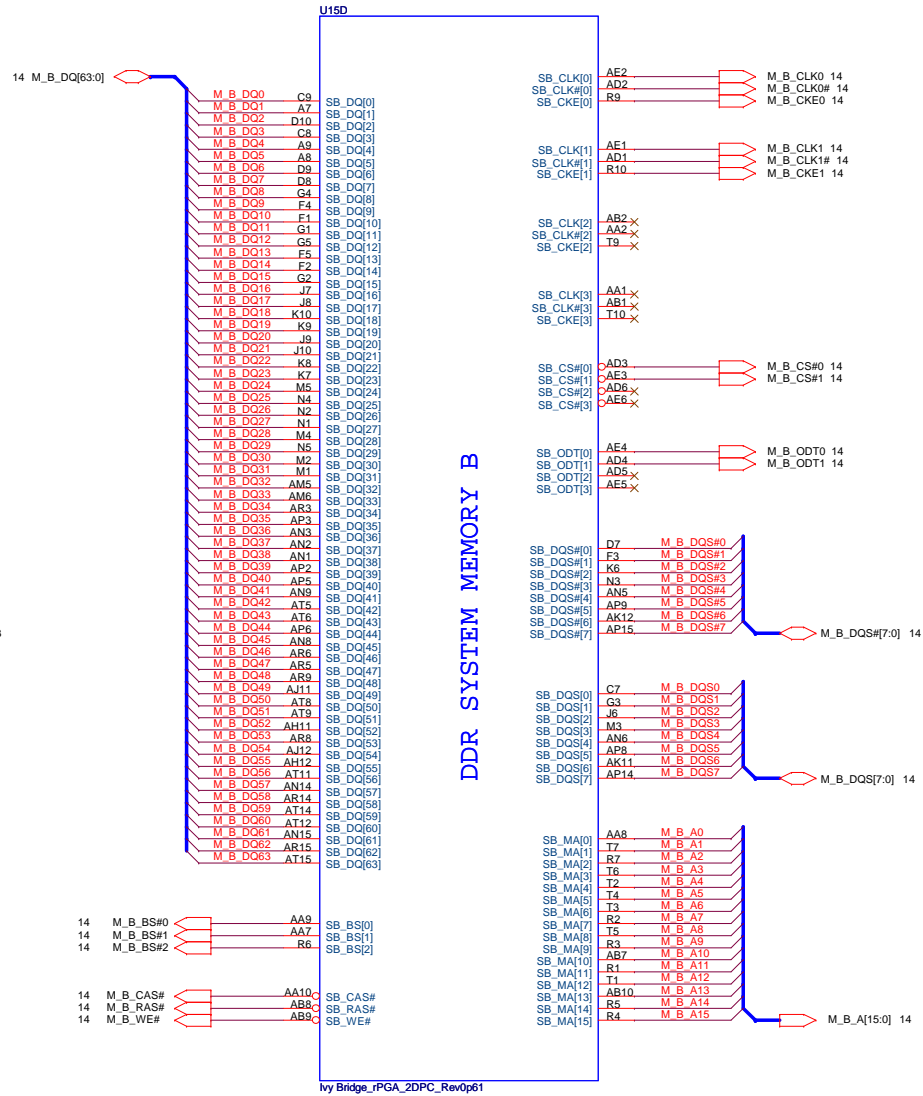 U15D
14 M_B_DQ[63:0]
M_B_DQ0 C9 SB_DQ[0]
M_B_DQ1 A7 SB_DQ[1]
M_B_DQ2 D10 SB_DQ[2]
M_B_DQ3 C8 SB_DQ[3]
M_B_DQ4 A9 SB_DQ[4]
M_B_DQ5 A8 SB_DQ[5]
M_B_DQ6 D9 SB_DQ[6]
M_B_DQ7 D8 SB_DQ[7]
M_B_DQ8 G4 SB_DQ[8]
M_B_DQ9 F4 SB_DQ[9]
M_B_DQ10 F1 SB_DQ[10]
M_B_DQ11 G1 SB_DQ[11]
M_B_DQ12 G5 SB_DQ[12]
M_B_DQ13 F5 SB_DQ[13]
M_B_DQ14 F2 SB_DQ[14]
M_B_DQ15 G2 SB_DQ[15]
M_B_DQ16 J7 SB_DQ[16]
M_B_DQ17 J8 SB_DQ[17]
M_B_DQ18 K10 SB_DQ[18]
M_B_DQ19 K9 SB_DQ[19]
M_B_DQ20 J9 SB_DQ[20]
M_B_DQ21 J10 SB_DQ[21]
M_B_DQ22 K8 SB_DQ[22]
M_B_DQ23 K7 SB_DQ[23]
M_B_DQ24 M5 SB_DQ[24]
M_B_DQ25 N4 SB_DQ[25]
M_B_DQ26 N2 SB_DQ[26]
M_B_DQ27 N1 SB_DQ[27]
M_B_DQ28 M4 SB_DQ[28]
M_B_DQ29 N5 SB_DQ[29]
M_B_DQ30 M2 SB_DQ[30]
M_B_DQ31 M1 SB_DQ[31]
M_B_DQ32 AM5 SB_DQ[32]
M_B_DQ33 AM6 SB_DQ[33]
M_B_DQ34 AR3 SB_DQ[34]
M_B_DQ35 AP3 SB_DQ[35]
M_B_DQ36 AN3 SB_DQ[36]
M_B_DQ37 AN2 SB_DQ[37]
M_B_DQ38 AN1 SB_DQ[38]
M_B_DQ39 AP2 SB_DQ[39]
M_B_DQ40 AP5 SB_DQ[40]
M_B_DQ41 AN9 SB_DQ[41]
M_B_DQ42 AT5 SB_DQ[42]
M_B_DQ43 AT6 SB_DQ[43]
M_B_DQ44 AP6 SB_DQ[44]
M_B_DQ45 AN8 SB_DQ[45]
M_B_DQ46 AR6 SB_DQ[46]
M_B_DQ47 AR5 SB_DQ[47]
M_B_DQ48 AR9 SB_DQ[48]
M_B_DQ49 AJ11 SB_DQ[49]
M_B_DQ50 AT8 SB_DQ[50]
M_B_DQ51 AT9 SB_DQ[51]
M_B_DQ52 AH11 SB_DQ[52]
M_B_DQ53 AR8 SB_DQ[53]
M_B_DQ54 AJ12 SB_DQ[54]
M_B_DQ55 AH12 SB_DQ[55]
M_B_DQ56 AT11 SB_DQ[56]
M_B_DQ57 AN14 SB_DQ[57]
M_B_DQ58 AR14 SB_DQ[58]
M_B_DQ59 AT14 SB_DQ[59]
M_B_DQ60 AT12 SB_DQ[60]
M_B_DQ61 AN15 SB_DQ[61]
M_B_DQ62 AR15 SB_DQ[62]
M_B_DQ63 AT15 SB_DQ[63]
14 M_B_BS#0 AA9 SB_BS[0]
14 M_B_BS#1 AA7 SB_BS[1]
14 M_B_BS#2 R6 SB_BS[2]
14 M_B_CAS# AA10 SB_CAS#
14 M_B_RAS# AB8 SB_RAS#
14 M_B_WE# AB9 SB_WE#
DDR SYSTEM MEMORY B
SB_CLK[0] AE2 M_B_CLK0 14
SB_CLK#[0] AD2 M_B_CLK0# 14
SB_CKE[0] R9 M_B_CKE0 14
SB_CLK[1] AE1 M_B_CLK1 14
SB_CLK#[1] AD1 M_B_CLK1# 14
SB_CKE[1] R10 M_B_CKE1 14
SB_CLK[2] AB2
SB_CLK#[2] AA2
SB_CKE[2] T9
SB_CLK[3] AA1
SB_CLK#[3] AB1
SB_CKE[3] T10
SB_CS#[0] AD3 M_B_CS#0 14
SB_CS#[1] AE3 M_B_CS#1 14
SB_CS#[2] AD6
SB_CS#[3] AE6
SB_ODT[0] AE4 M_B_ODT0 14
SB_ODT[1] AD4 M_B_ODT1 14
SB_ODT[2] AD5
SB_ODT[3] AE5
SB_DQS#[0] D7 M_B_DQS#0
SB_DQS#[1] F3 M_B_DQS#1
SB_DQS#[2] K6 M_B_DQS#2
SB_DQS#[3] N3 M_B_DQS#3
SB_DQS#[4] AN5 M_B_DQS#4
SB_DQS#[5] AP9 M_B_DQS#5
SB_DQS#[6] AK12 M_B_DQS#6
SB_DQS#[7] AP15 M_B_DQS#7
M_B_DQS#[7:0] 14
SB_DQS[0] C7 M_B_DQS0
SB_DQS[1] G3 M_B_DQS1
SB_DQS[2] J6 M_B_DQS2
SB_DQS[3] M3 M_B_DQS3
SB_DQS[4] AN6 M_B_DQS4
SB_DQS[5] AP8 M_B_DQS5
SB_DQS[6] AK11 M_B_DQS6
SB_DQS[7] AP14 M_B_DQS7
M_B_DQS[7:0] 14
SB_MA[0] AA8 M_B_A0
SB_MA[1] T7 M_B_A1
SB_MA[2] R7 M_B_A2
SB_MA[3] T6 M_B_A3
SB_MA[4] T2 M_B_A4
SB_MA[5] T4 M_B_A5
SB_MA[6] T3 M_B_A6
SB_MA[7] R2 M_B_A7
SB_MA[8] T5 M_B_A8
SB_MA[9] R3 M_B_A9
SB_MA[10] AB7 M_B_A10
SB_MA[11] R1 M_B_A11
SB_MA[12] T1 M_B_A12
SB_MA[13] AB10 M_B_A13
SB_MA[14] R5 M_B_A14
SB_MA[15] R4 M_B_A15
M_B_A[15:0] 14
Ivy Bridge_rPGA_2DPC_Rev0p61